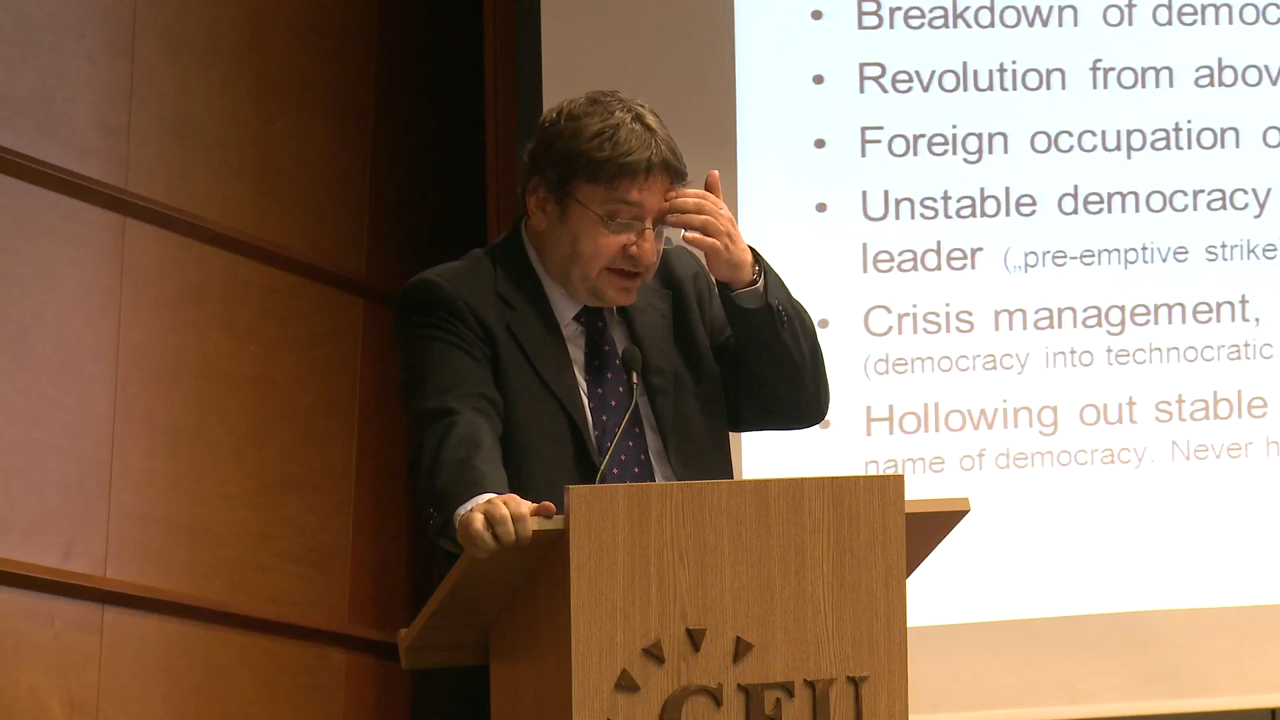 • Breakdown of democ
• Revolution from abov
• Foreign occupation o
• Unstable democracy
leader („pre-emptive strike
• Crisis management,
(democracy into technocratic
• Hollowing out stable
name of democracy. Never h
CEU